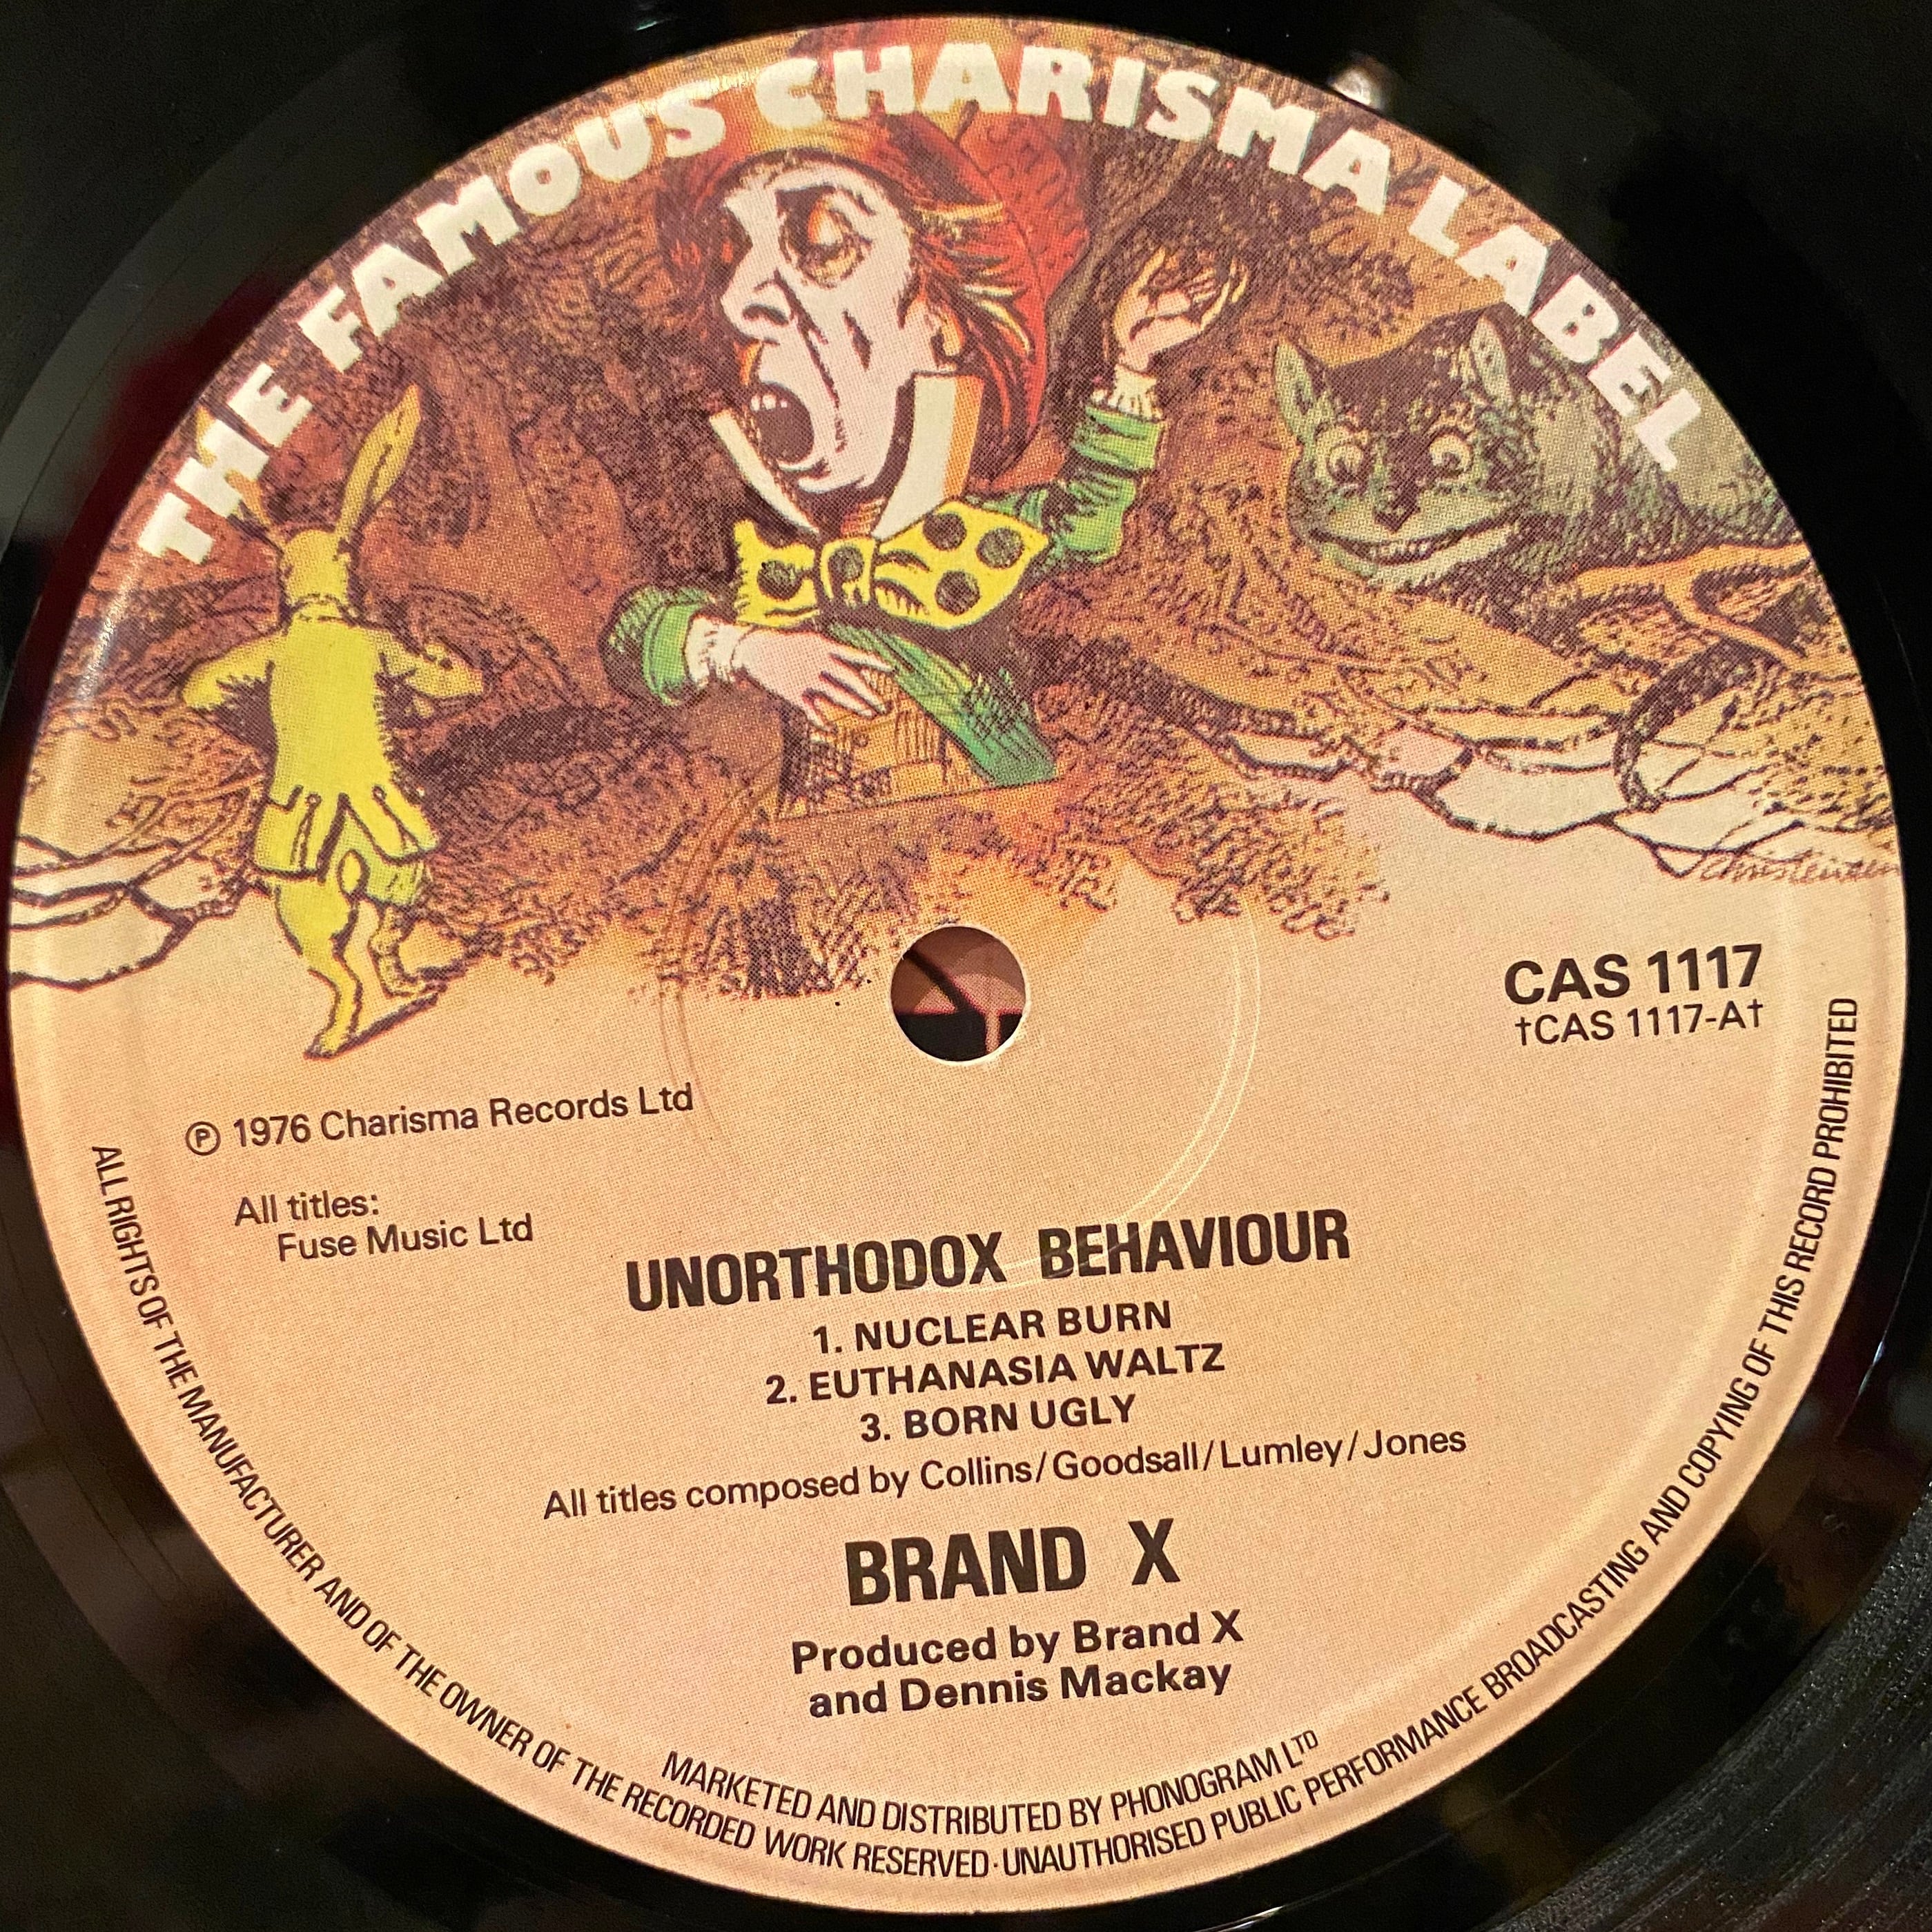 THE FAMOUS CHARISMA LABEL
Christensen
CAS 1117
†CAS 1117-A†
℗ 1976 Charisma Records Ltd
All titles:
Fuse Music Ltd
UNORTHODOX BEHAVIOUR
1. NUCLEAR BURN
2. EUTHANASIA WALTZ
3. BORN UGLY
All titles composed by Collins/Goodsall/Lumley/Jones
BRAND X
Produced by Brand X
and Dennis Mackay
MARKETED AND DISTRIBUTED BY PHONOGRAM LTD
ALL RIGHTS OF THE MANUFACTURER AND OF THE OWNER OF THE RECORDED WORK RESERVED · UNAUTHORISED PUBLIC PERFORMANCE BROADCASTING AND COPYING OF THIS RECORD PROHIBITED